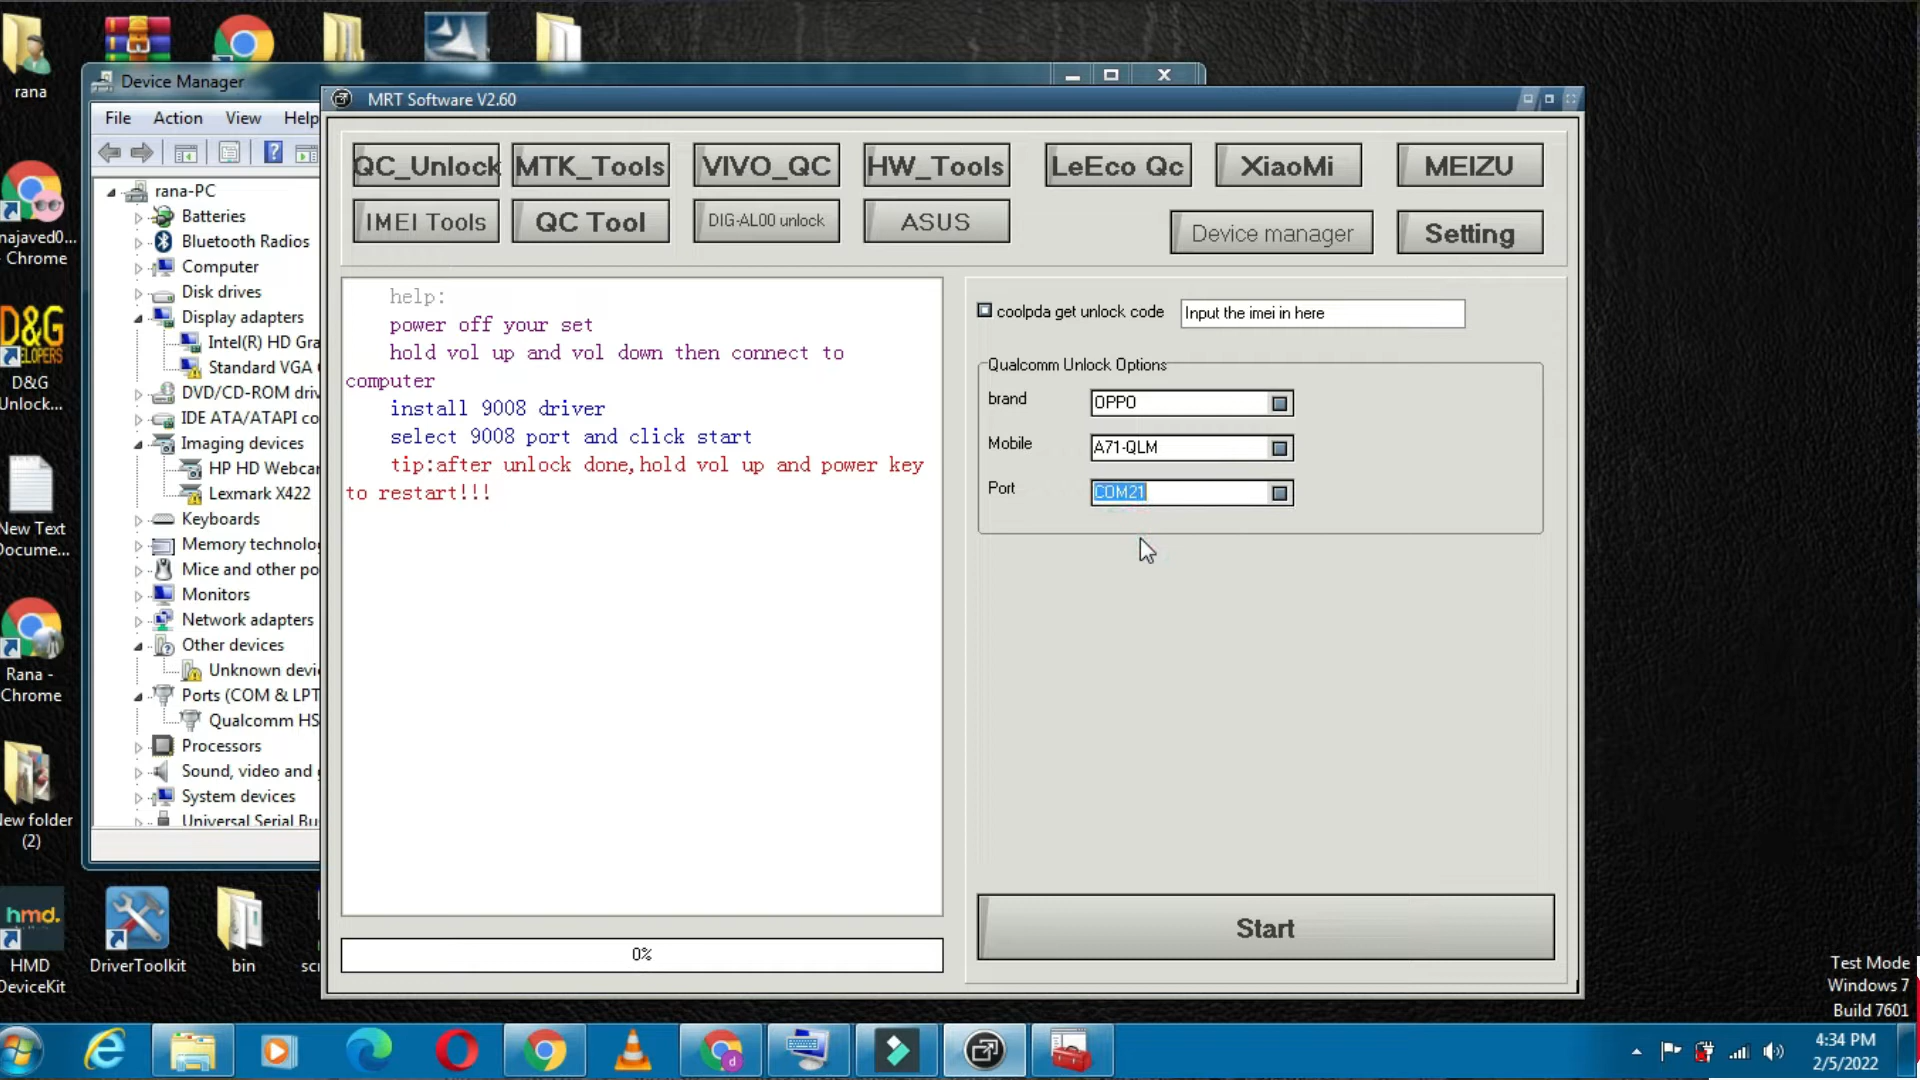 rana
najaved0...
- Chrome
D&G
ELOPERS
D&G
Unlock...
New Text
Docume...
Rana -
Chrome
New folder
(2)
hmd.
HMD
DeviceKit
DriverToolkit
bin
Device Manager
File Action View Help
rana-PC
Batteries
Bluetooth Radios
Computer
Disk drives
Display adapters
Intel(R) HD Gra
Standard VGA
DVD/CD-ROM driv
IDE ATA/ATAPI co
Imaging devices
HP HD Webcar
Lexmark X422
Keyboards
Memory technolo
Mice and other po
Monitors
Network adapters
Other devices
Unknown devi
Ports (COM & LPT
Qualcomm HS
Processors
Sound, video and
System devices
Universal Serial Bu
MRT Software V2.60
QC_Unlock MTK_Tools VIVO_QC HW_Tools LeEco Qc XiaoMi MEIZU
IMEI Tools QC Tool DIG-AL00 unlock ASUS Device manager Setting
help:
power off your set
hold vol up and vol down then connect to
computer
install 9008 driver
select 9008 port and click start
tip:after unlock done,hold vol up and power key
to restart!!!
0%
coolpda get unlock code Input the imei in here
Qualcomm Unlock Options
brand OPPO
Mobile A71-QLM
Port COM21
Start
Test Mode
Windows 7
Build 7601
4:34 PM
2/5/2022